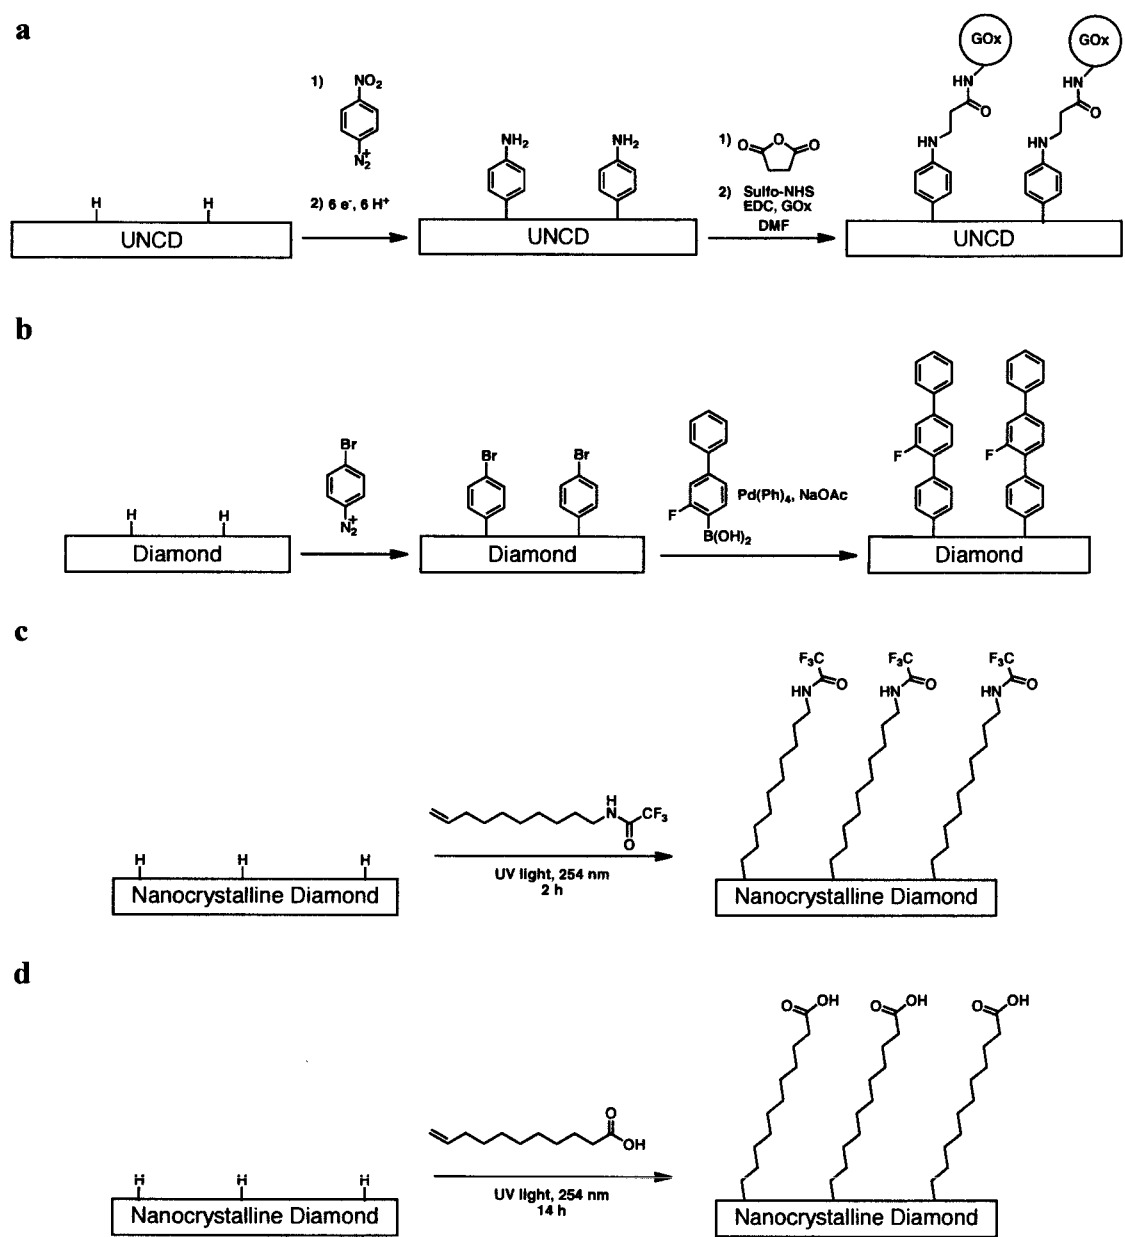 a
1)
NO2
N2+
2) 6 e-, 6 H+
H H
UNCD
NH2 NH2
UNCD
1)
O O O
2) Sulfo-NHS
EDC, GOx
DMF
GOx GOx
HN HN
O O
HN HN
UNCD
b
H H
Diamond
Br
N2+
Br Br
Diamond
F
B(OH)2
Pd(Ph)4, NaOAc
F F
Diamond
c
H H H
Nanocrystalline Diamond
H
N
CF3
O
UV light, 254 nm
2 h
F3C F3C F3C
HN O HN O HN O
Nanocrystalline Diamond
d
H H H
Nanocrystalline Diamond
O
OH
UV light, 254 nm
14 h
O OH O OH O OH
Nanocrystalline Diamond